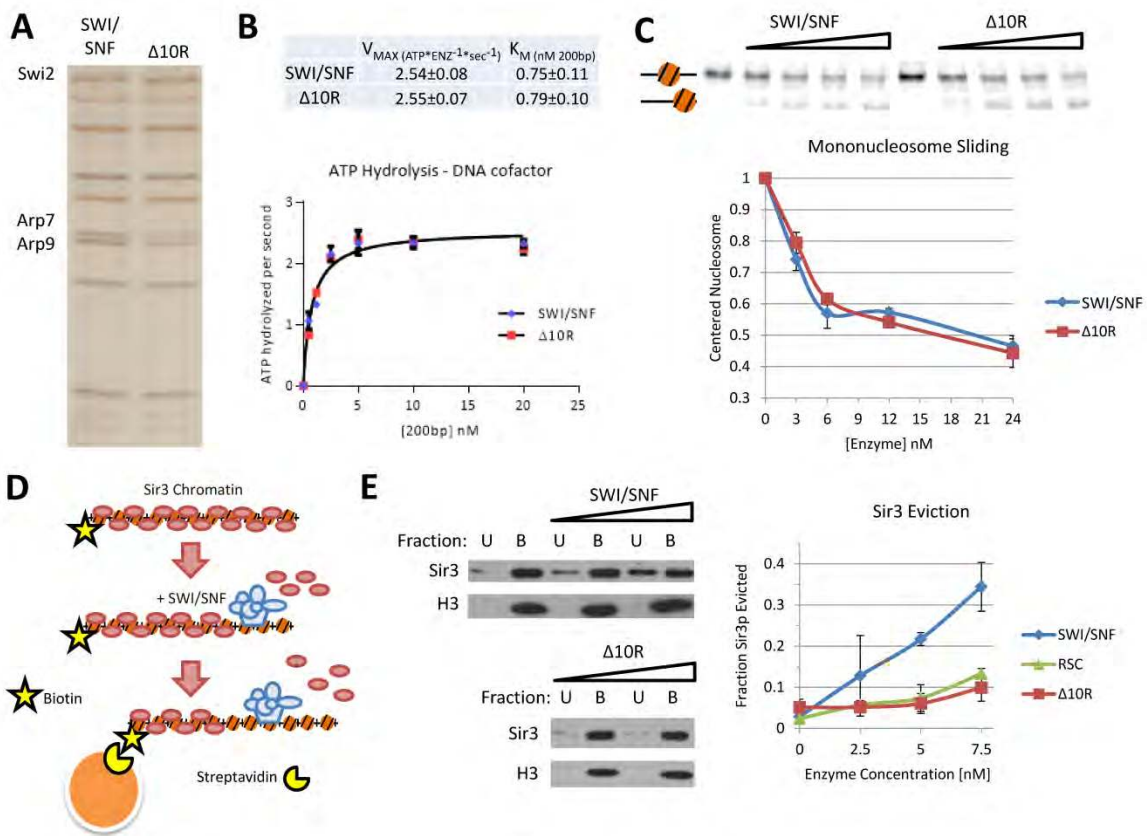 A
SWI/
SNF
Δ10R
Swi2
Arp7
Arp9
B
V MAX (ATP*ENZ-1*sec-1) K M (nM 200bp)
SWI/SNF 2.54±0.08 0.75±0.11
Δ10R 2.55±0.07 0.79±0.10
ATP Hydrolysis - DNA cofactor
ATP hydrolyzed per second
3
2
1
0
0 5 10 15 20 25
[200bp] nM
SWI/SNF
Δ10R
C
SWI/SNF Δ10R
Mononucleosome Sliding
Centered Nucleosome
1
0.9
0.8
0.7
0.6
0.5
0.4
0.3
0 3 6 9 12 15 18 21 24
[Enzyme] nM
SWI/SNF
Δ10R
D
Sir3 Chromatin
+ SWI/SNF
Biotin
Streptavidin
E
SWI/SNF
Fraction: U B U B U B
Sir3
H3
Δ10R
Fraction: U B U B
Sir3
H3
Sir3 Eviction
Fraction Sir3p Evicted
0.4
0.3
0.2
0.1
0
0 2.5 5 7.5
Enzyme Concentration [nM]
SWI/SNF
RSC
Δ10R